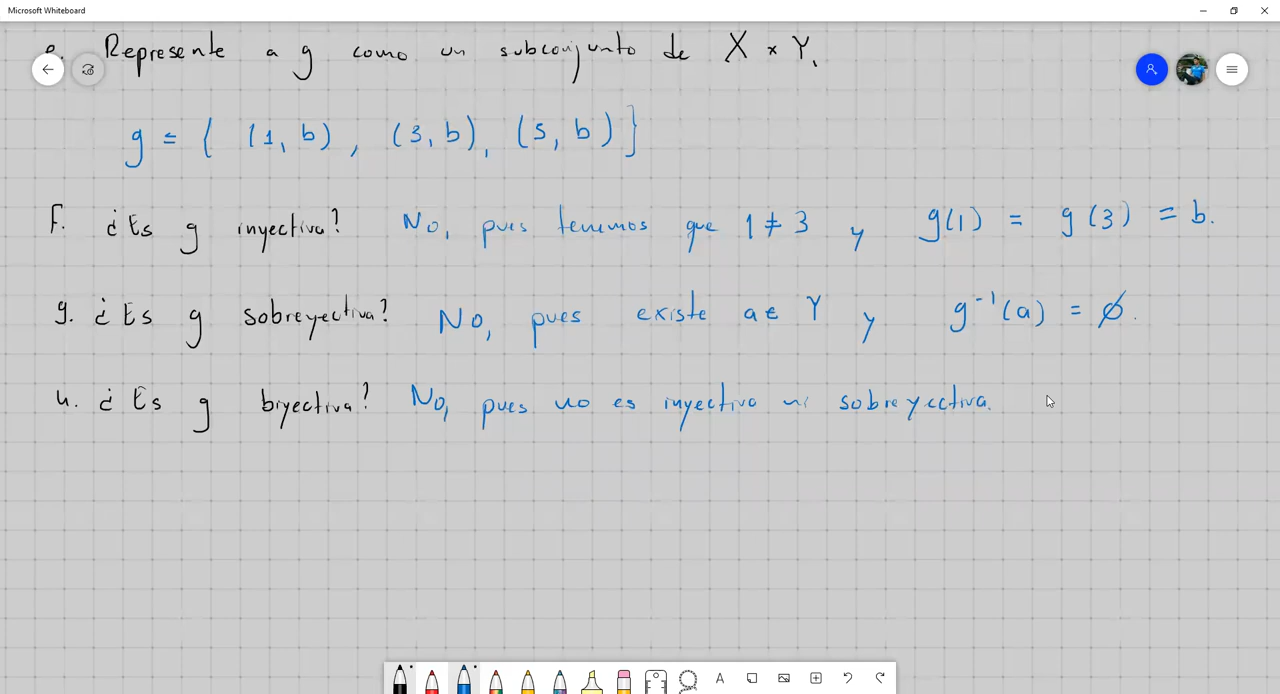 Microsoft Whiteboard
e. Represente a g como un subconjunto de X × Y.
g = { (1, b), (3, b), (5, b) }
f. ¿Es g inyectiva? No, pues tenemos que 1 ≠ 3 y g(1) = g(3) = b.
g. ¿Es g sobreyectiva? No, pues existe a ∈ Y y g⁻¹(a) = ∅.
h. ¿Es g biyectiva? No, pues no es inyectiva ni sobreyectiva.
A